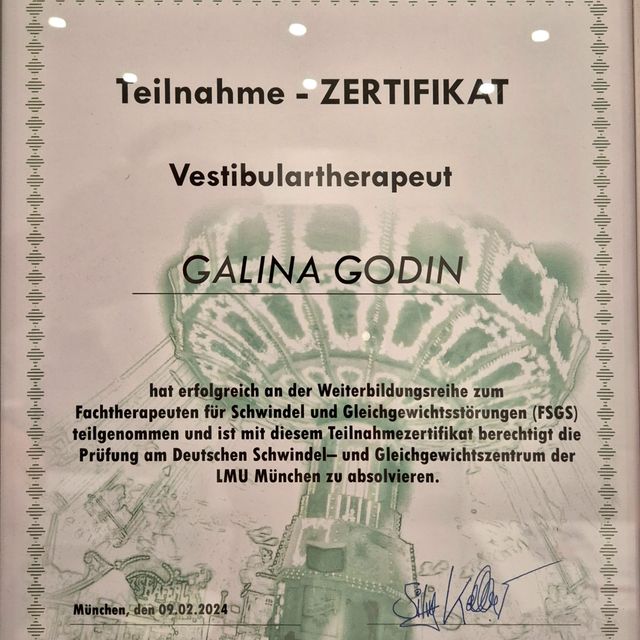 Teilnahme - ZERTIFIKAT
Vestibulartherapeut
GALINA GODIN
hat erfolgreich an der Weiterbildungsreihe zum
Fachtherapeuten für Schwindel und Gleichgewichtsstörungen (FSGS)
teilgenommen und ist mit diesem Teilnahmezertifikat berechtigt die
Prüfung am Deutschen Schwindel– und Gleichgewichtszentrum der
LMU München zu absolvieren.
München, den 09.02.2024